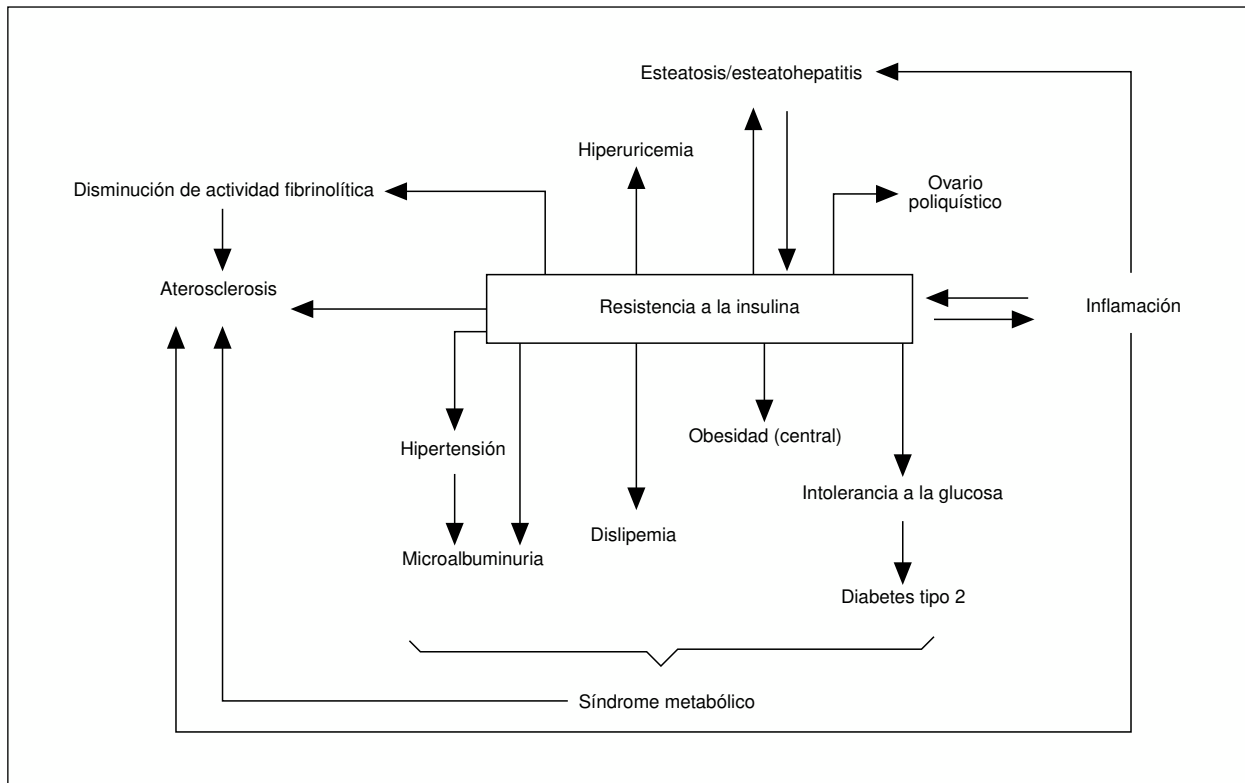 Esteatosis/esteatohepatitis
Hiperuricemia
Disminución de actividad fibrinolítica
Ovario
poliquístico
Aterosclerosis
Resistencia a la insulina
Inflamación
Hipertensión
Obesidad (central)
Intolerancia a la glucosa
Dislipemia
Microalbuminuria
Diabetes tipo 2
Síndrome metabólico